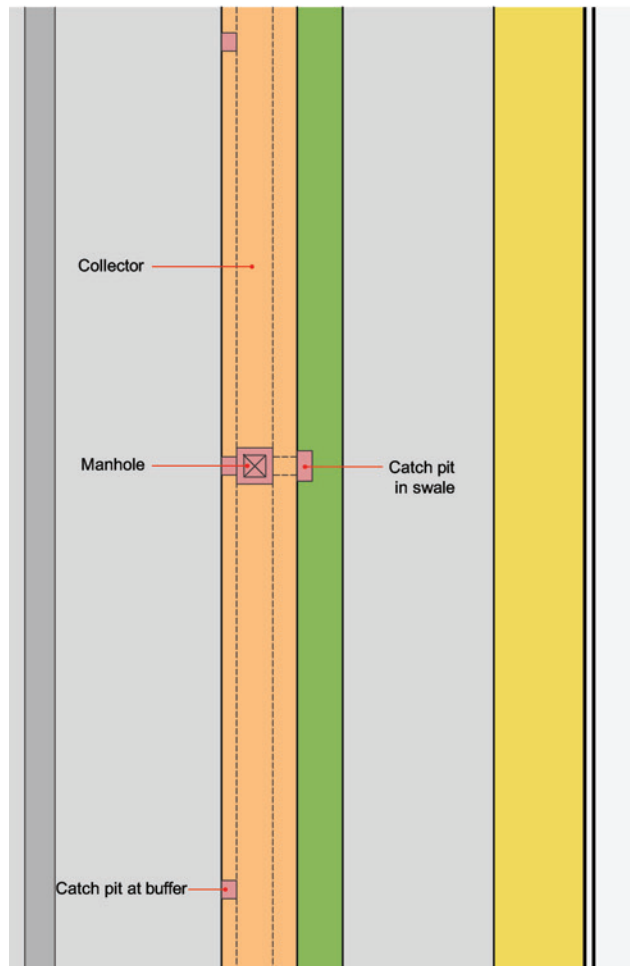 Collector
Manhole
Catch pit
in swale
Catch pit at buffer